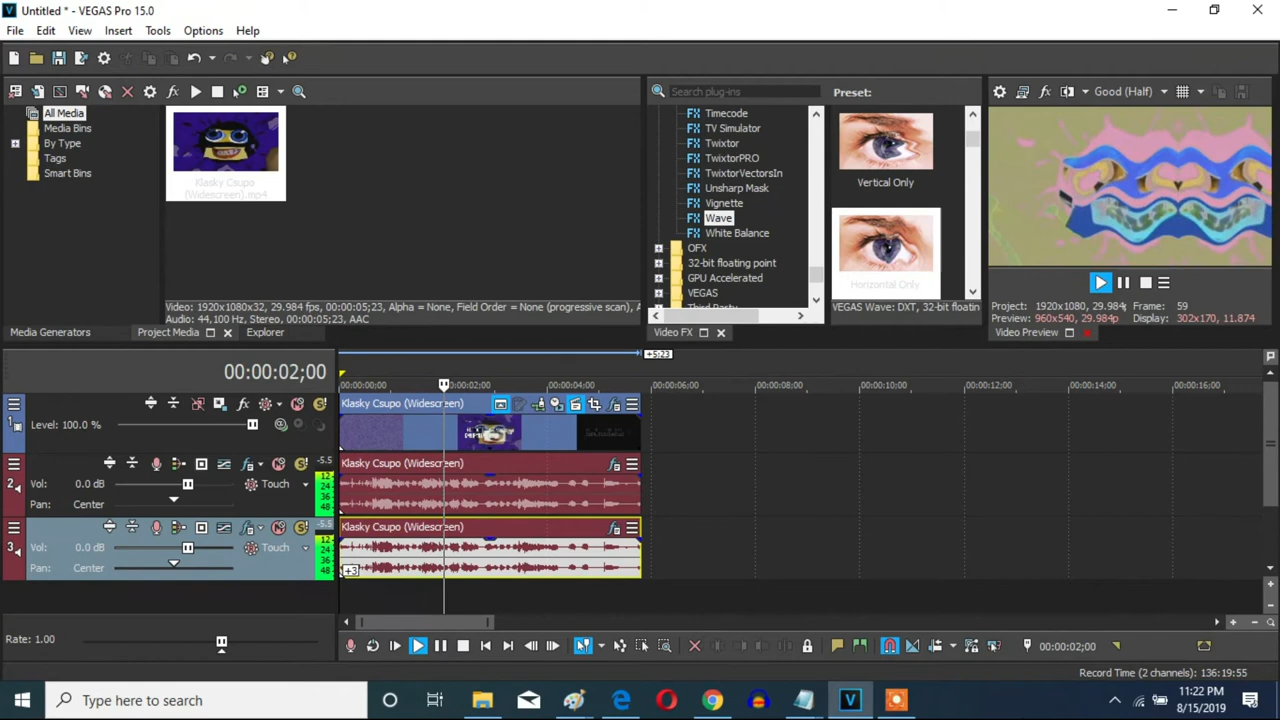 Untitled * - VEGAS Pro 15.0
File Edit View Insert Tools Options Help
Search plug-ins
Preset:
Good (Half)
All Media
Media Bins
By Type
Tags
Smart Bins
Klasky Csupo
(Widescreen).mp4
Timecode
TV Simulator
Twixtor
TwixtorPRO
TwixtorVectorsIn
Unsharp Mask
Vignette
Wave
White Balance
OFX
32-bit floating point
GPU Accelerated
VEGAS
Third Party
Vertical Only
Horizontal Only
Video: 1920x1080x32, 29.984 fps, 00:00:05;23, Alpha = None, Field Order = None (progressive scan),
Audio: 44,100 Hz, Stereo, 00:00:05;23, AAC
VEGAS Wave: DXT, 32-bit floatin
Project: 1920x1080, 29.984p Frame: 59
Preview: 960x540, 29.984p Display: 302x170, 11.874
Media Generators Project Media Explorer Video FX Video Preview
+5;23
00:00:02;00
00:00:00;00 00:00:02;00 00:00:04;00 00:00:06;00 00:00:08;00 00:00:10;00 00:00:12;00 00:00:14;00 00:00:16;00
1 Level: 100.0 %
Klasky Csupo (Widescreen)
2 Vol: 0.0 dB Touch
Pan: Center
-5.5
12
24
36
48
Klasky Csupo (Widescreen)
3 Vol: 0.0 dB Touch
Pan: Center
-5.5
12
24
36
48
Klasky Csupo (Widescreen)
+3
Rate: 1.00
00:00:02;00
Record Time (2 channels): 136:19:55
Type here to search
11:22 PM
8/15/2019